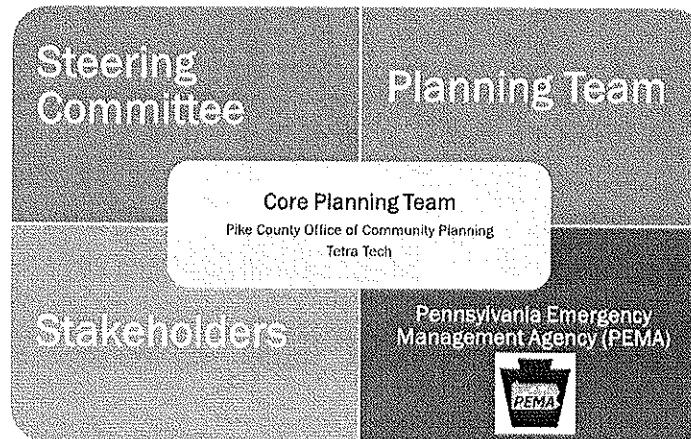 Steering
Committee
Planning Team
Core Planning Team
Pike County Office of Community Planning
Tetra Tech
Stakeholders
Pennsylvania Emergency
Management Agency (PEMA)
PEMA